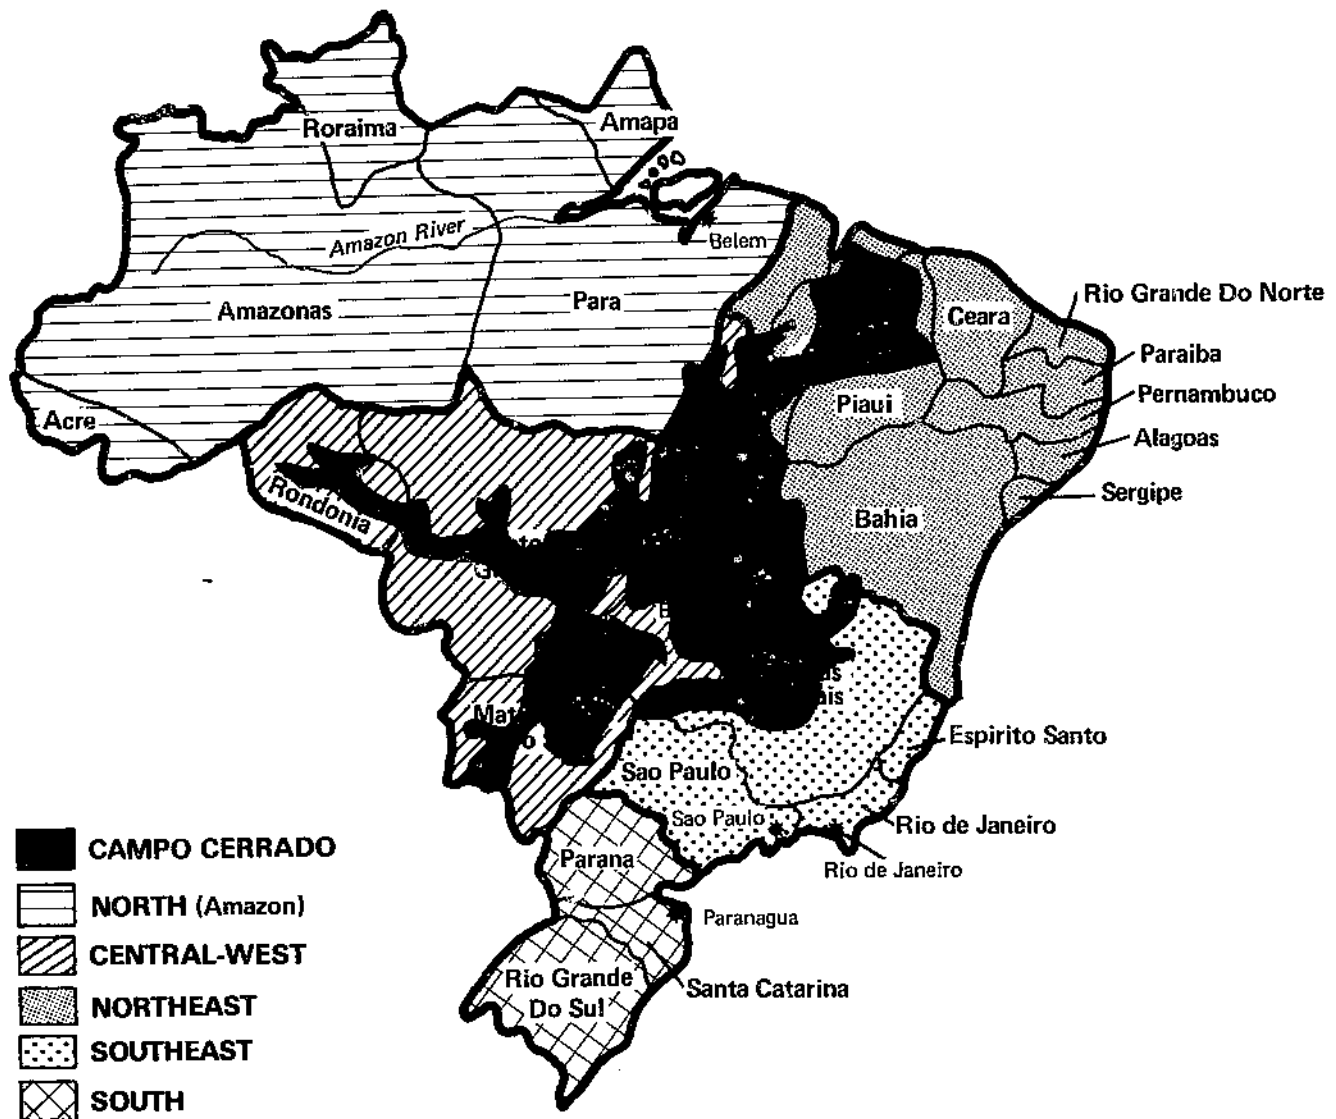 Roraima
Amapa
Amazon River
Belem
Amazonas
Para
Ceara
Rio Grande Do Norte
Paraiba
Acre
Piaui
Pernambuco
Alagoas
Rondonia
Sergipe
Bahia
Espirito Santo
Sao Paulo
Sao Paulo
Rio de Janeiro
Rio de Janeiro
Parana
Paranagua
Rio Grande
Do Sul
Santa Catarina
CAMPO CERRADO
NORTH (Amazon)
CENTRAL-WEST
NORTHEAST
SOUTHEAST
SOUTH